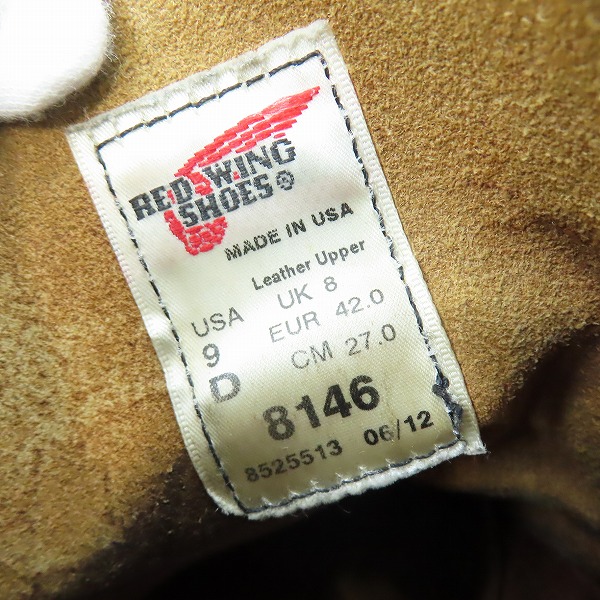 RED WING
SHOES®
MADE IN USA
Leather Upper
USA
9
D
UK 8
EUR 42.0
CM 27.0
8146
8525513 06/12